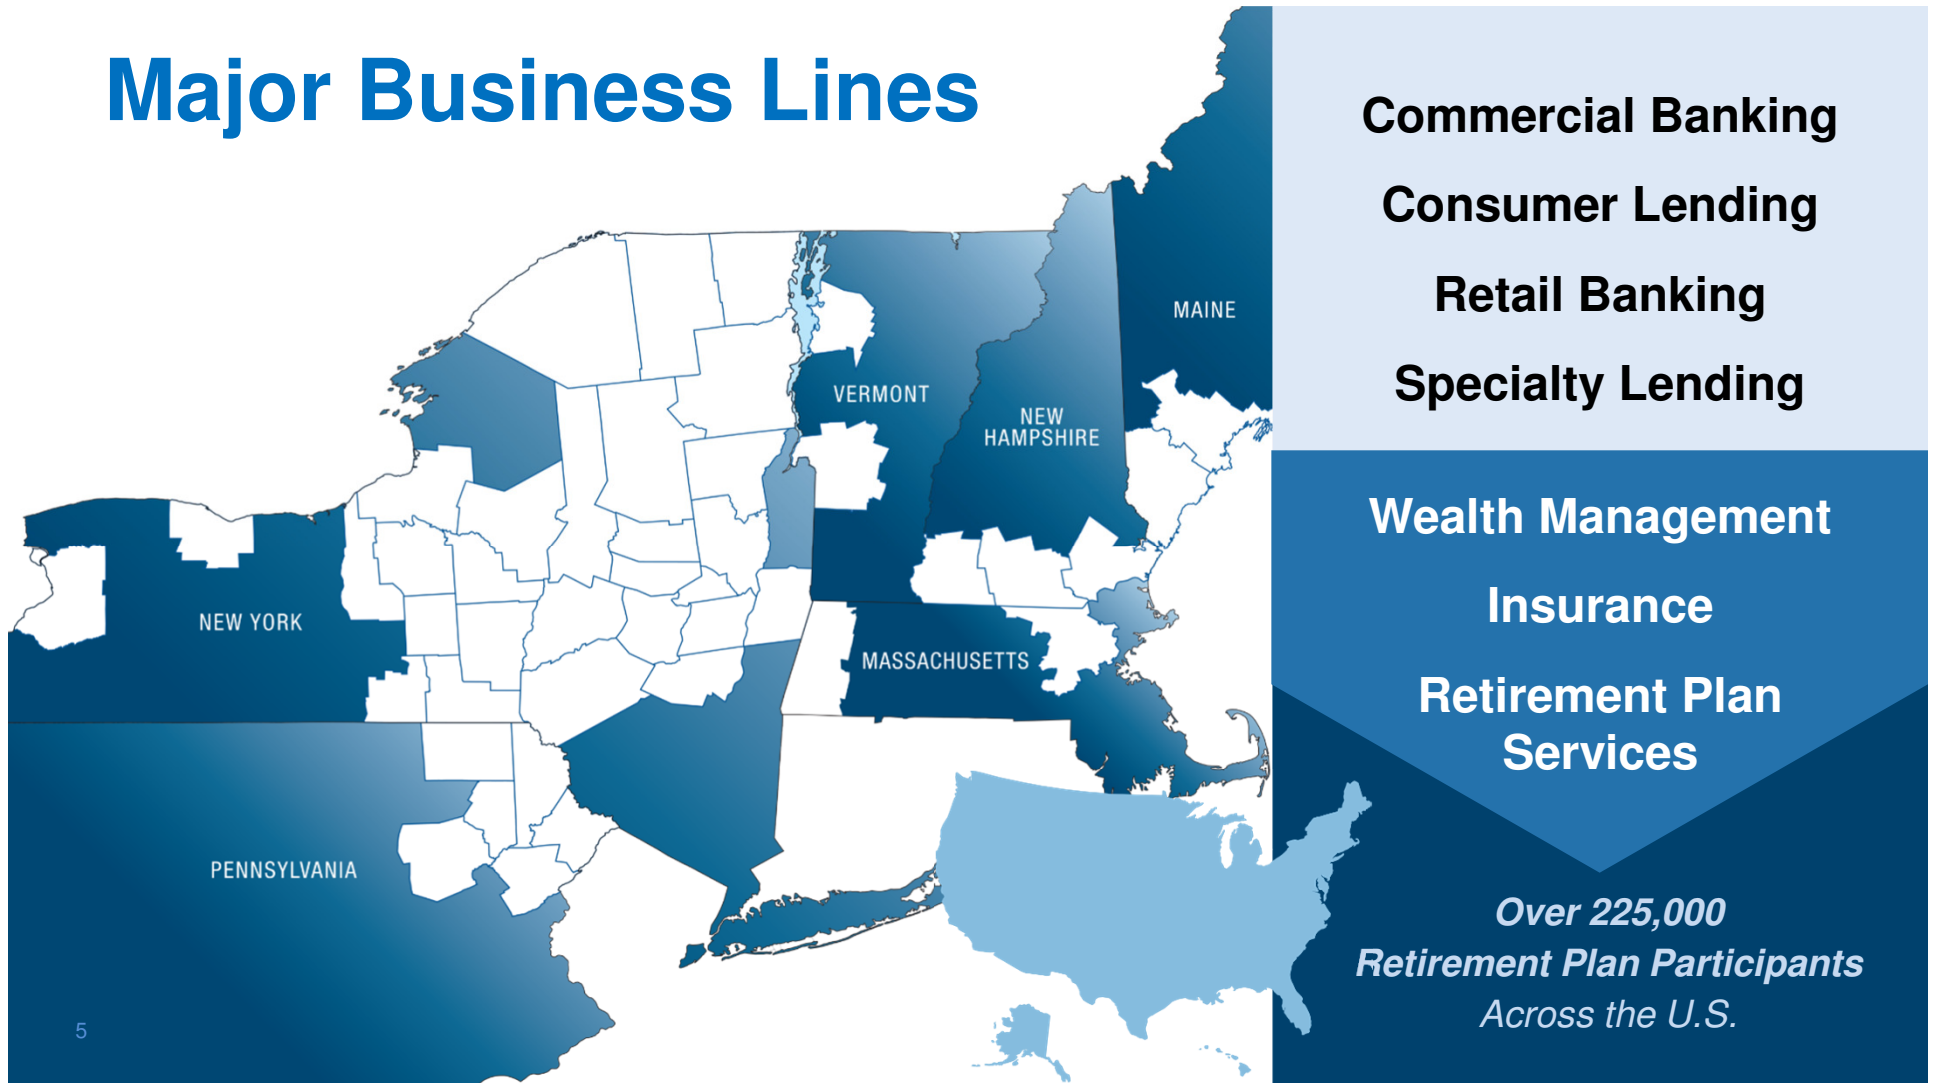 Major Business Lines
Commercial Banking
Consumer Lending
Retail Banking
Specialty Lending
MAINE
VERMONT
NEW
HAMPSHIRE
NEW YORK
MASSACHUSETTS
PENNSYLVANIA
Wealth Management
Insurance
Retirement Plan
Services
Over 225,000
Retirement Plan Participants
Across the U.S.
5